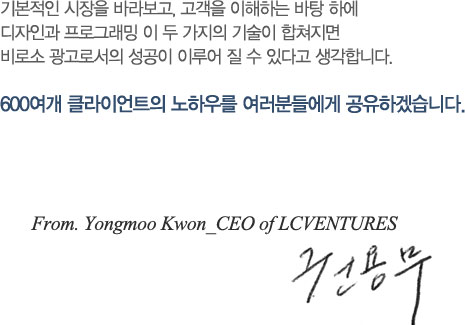 기본적인 시장을 바라보고, 고객을 이해하는 바탕 하에
디자인과 프로그래밍 이 두 가지의 기술이 합쳐지면
비로소 광고로서의 성공이 이루어 질 수 있다고 생각합니다.
600여개 클라이언트의 노하우를 여러분들에게 공유하겠습니다.
From. Yongmoo Kwon_CEO of LCVENTURES
권용무